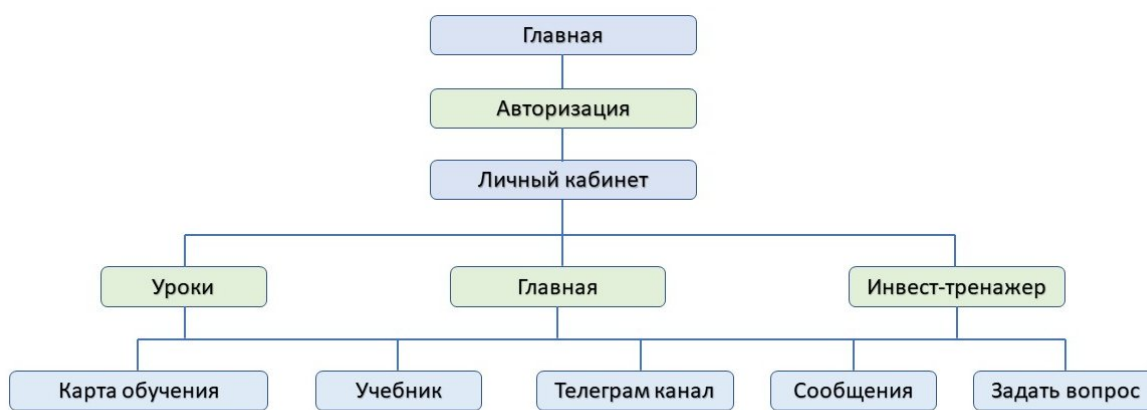 Главная
Авторизация
Личный кабинет
Уроки
Главная
Инвест-тренажер
Карта обучения
Учебник
Телеграм канал
Сообщения
Задать вопрос